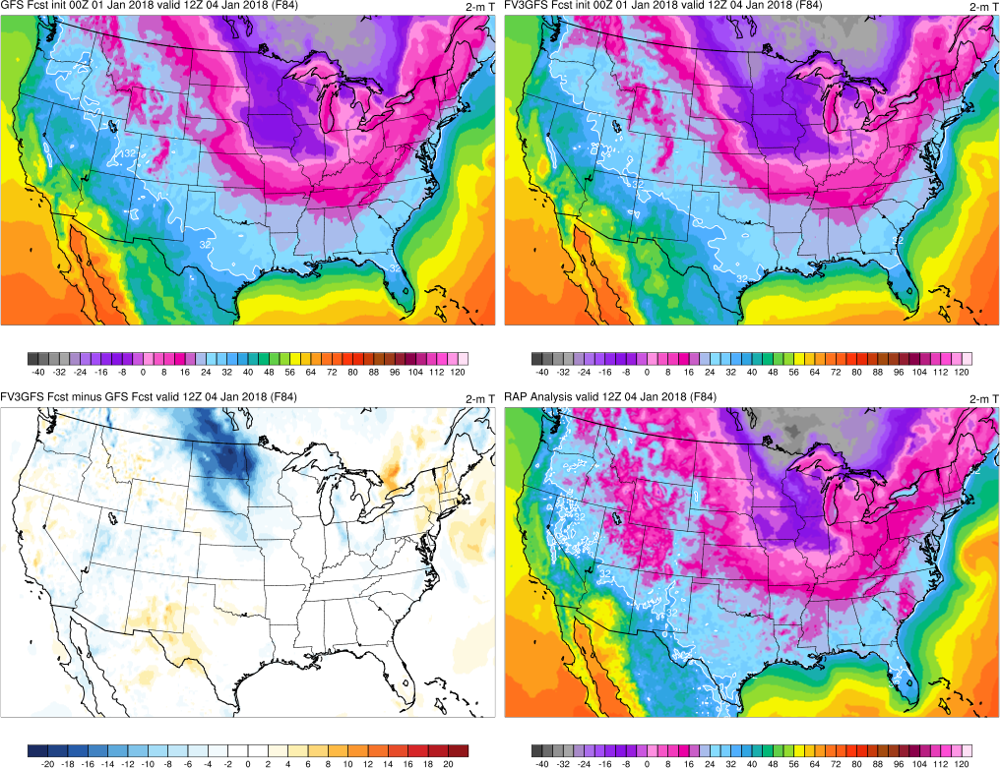 GFS Fcst init 00Z 01 Jan 2018 valid 12Z 04 Jan 2018 (F84) 2-m T
32
32
32
-40 -32 -24 -16 -8 0 8 16 24 32 40 48 56 64 72 80 88 96 104 112 120
FV3GFS Fcst init 00Z 01 Jan 2018 valid 12Z 04 Jan 2018 (F84) 2-m T
32
32
32
32
-40 -32 -24 -16 -8 0 8 16 24 32 40 48 56 64 72 80 88 96 104 112 120
FV3GFS Fcst minus GFS Fcst valid 12Z 04 Jan 2018 (F84) 2-m T
-20 -18 -16 -14 -12 -10 -8 -6 -4 -2 0 2 4 6 8 10 12 14 16 18 20
RAP Analysis valid 12Z 04 Jan 2018 (F84) 2-m T
32
32
32
32
-40 -32 -24 -16 -8 0 8 16 24 32 40 48 56 64 72 80 88 96 104 112 120